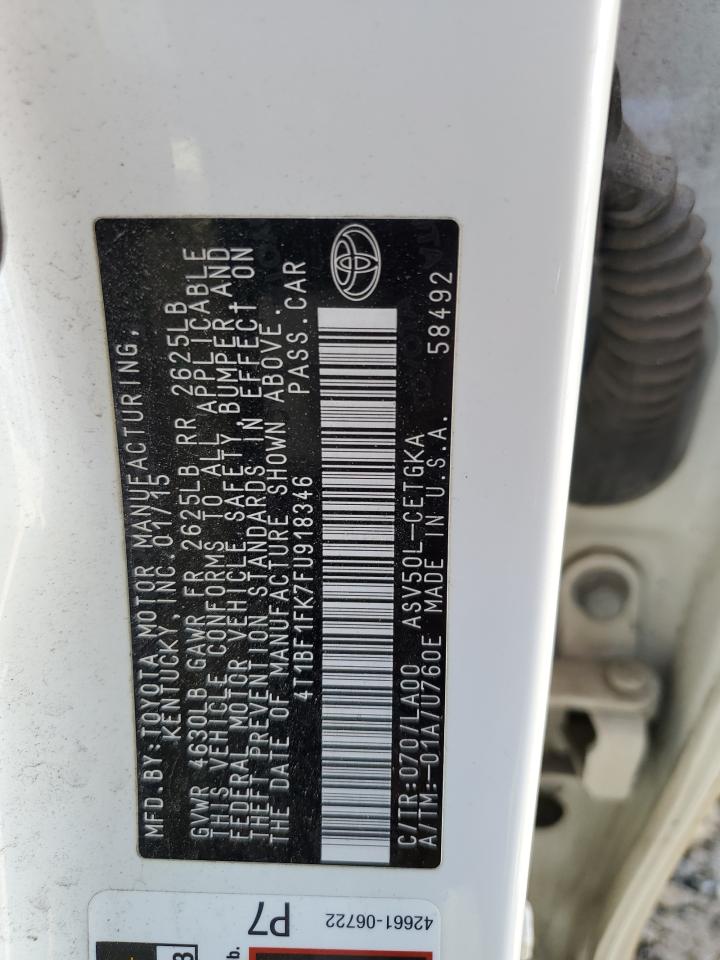 MFD.BY:TOYOTA MOTOR MANUFACTURING,
KENTUCKY, INC. 01/15
GVWR 4630LB GAWR FR 2625LB RR 2625LB
THIS VEHICLE CONFORMS TO ALL APPLICABLE
FEDERAL MOTOR VEHICLE SAFETY BUMPER AND
THEFT PREVENTION STANDARDS IN EFFECT ON
THE DATE OF MANUFACTURE SHOWN ABOVE.
4T1BF1FK7FU918346 PASS.CAR
C/TR:070/LA00 ASV50L-CETGKA
A/TM:-01A/U760E MADE IN U.S.A. 58492
42661-06722
P7
b.